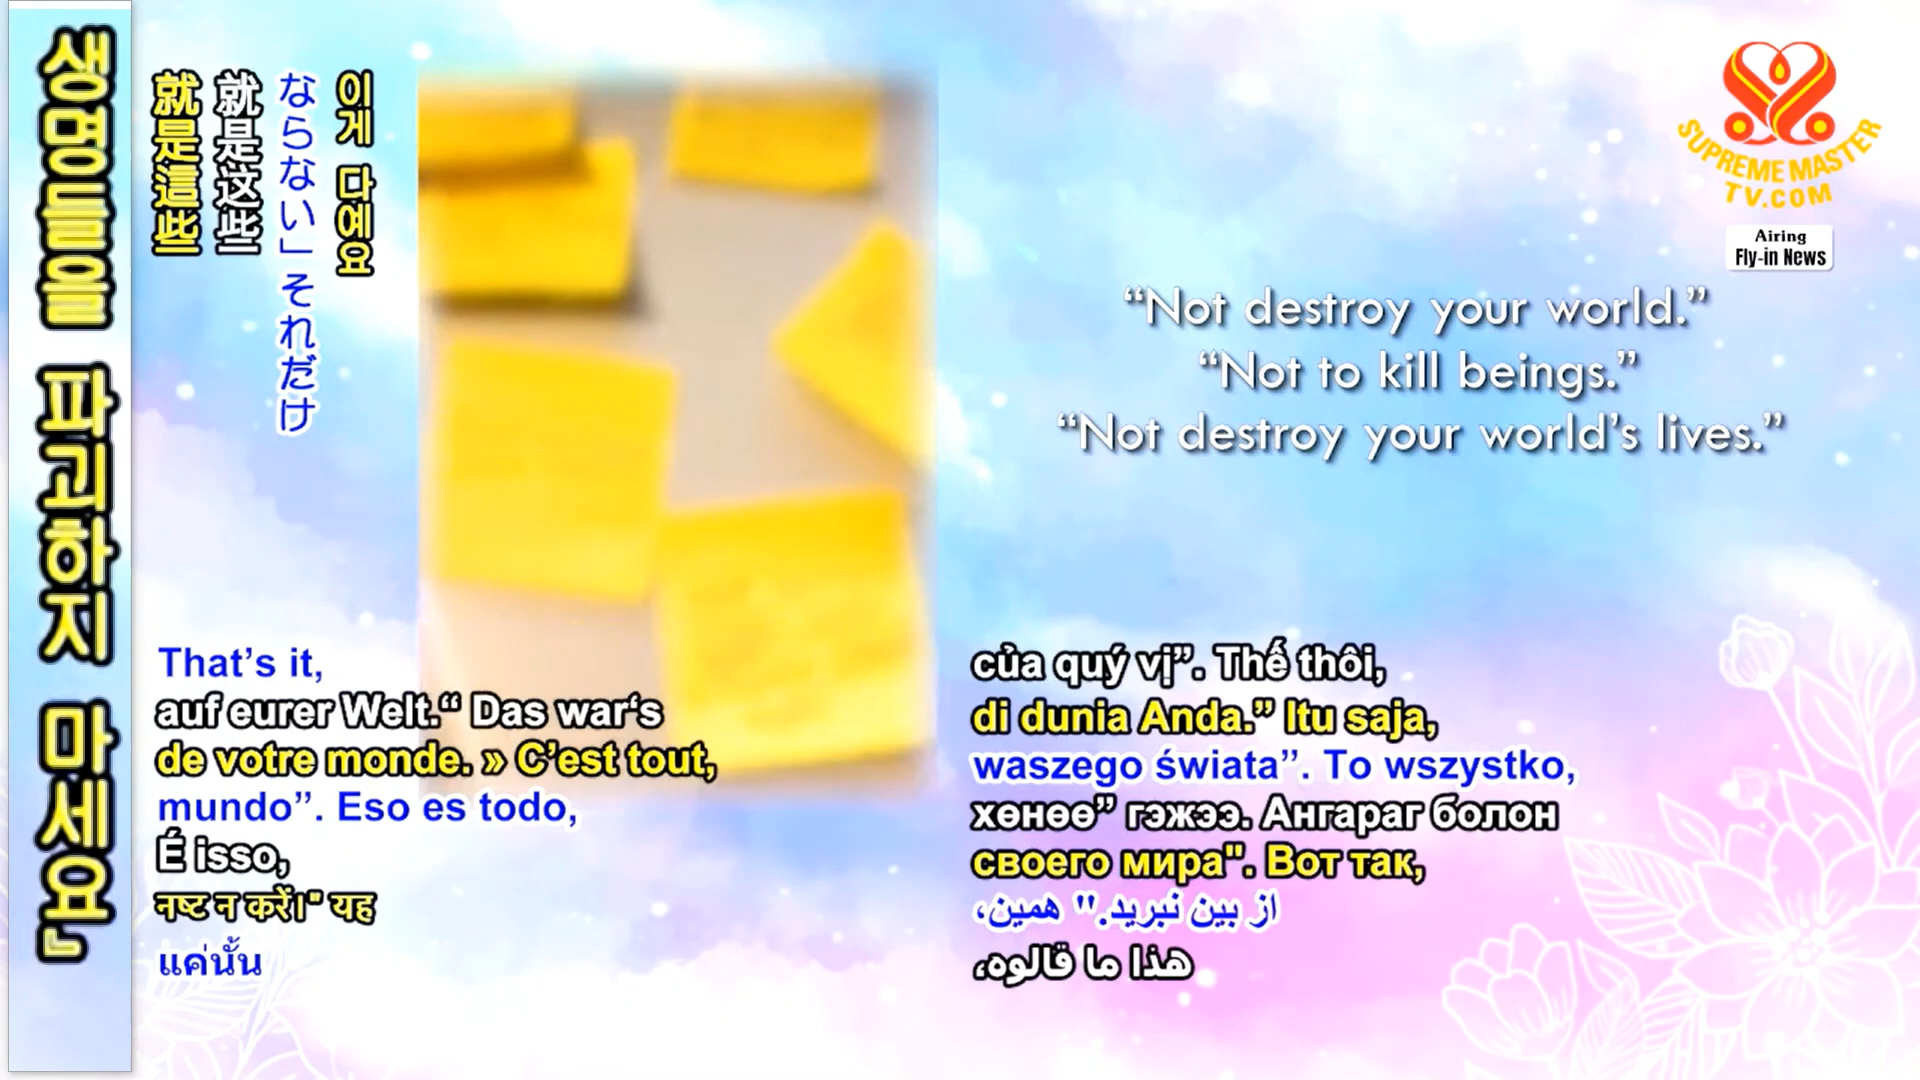 생명들을 파괴하지 마세요』
就是這些
就是这些
ならない」それだけ
이게 다예요
SUPREME MASTER
TV.COM
Airing
Fly-in News
“Not destroy your world.”
“Not to kill beings.”
“Not destroy your world’s lives.”
That’s it,
auf eurer Welt.“ Das war‘s
de votre monde. » C’est tout,
mundo”. Eso es todo,
É isso,
नष्ट न करें।" यह
แค่นั้น
của quý vị”. Thế thôi,
di dunia Anda.” Itu saja,
waszego świata”. To wszystko,
хөнөө” гэжээ. Ангараг болон
своего мира". Вот так,
از بین نبرید." همین،
هذا ما قالوه،